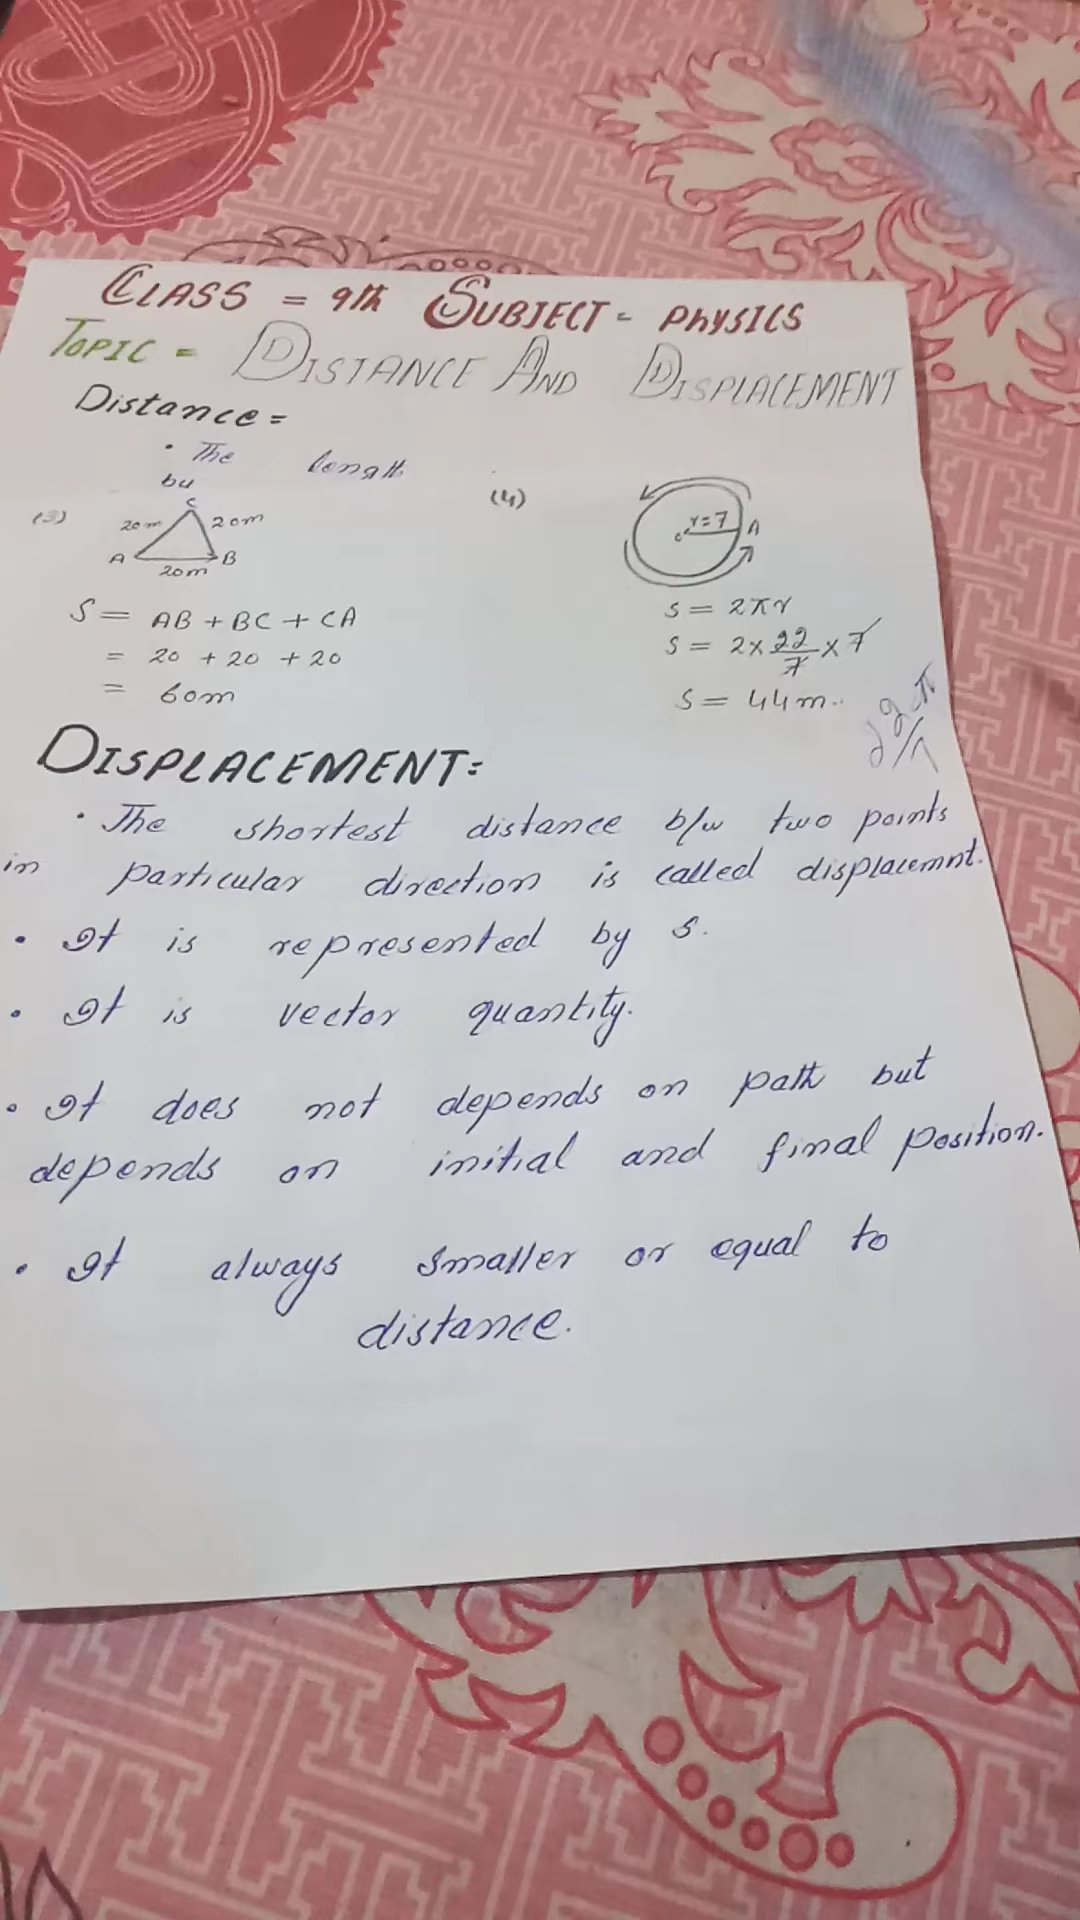 CLASS = 9th SUBJECT - PHYSICS
TOPIC = DISTANCE AND DISPLACEMENT
Distance =
• The length
by
(3) C (4)
20m 20m r=7 A
A B
20m
S = AB + BC + CA
= 20 + 20 + 20
= 60m
S = 2πr
S = 2 × 22/7 × 7
S = 44m..
DISPLACEMENT =
• The shortest distance b/w two points
in particular direction is called displacemnt.
• It is represented by s.
• It is vector quantity.
• It does not depends on path but
depends on initial and final position.
• It always smaller or equal to
distance.